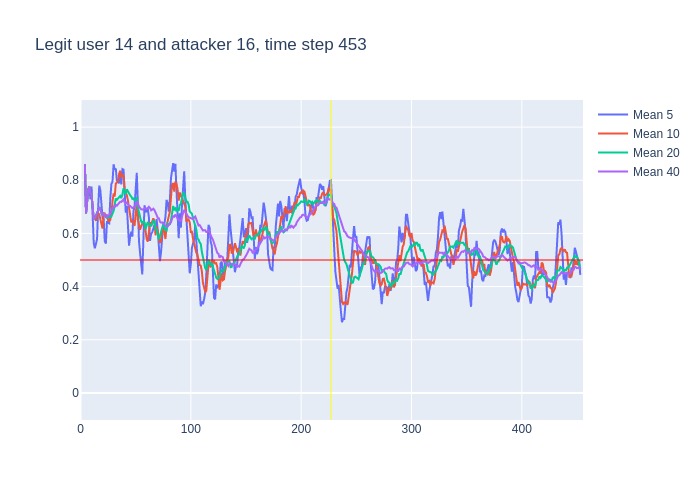 Legit user 14 and attacker 16, time step 453
Mean 5
Mean 10
Mean 20
Mean 40
1
0.8
0.6
0.4
0.2
0
0 100 200 300 400